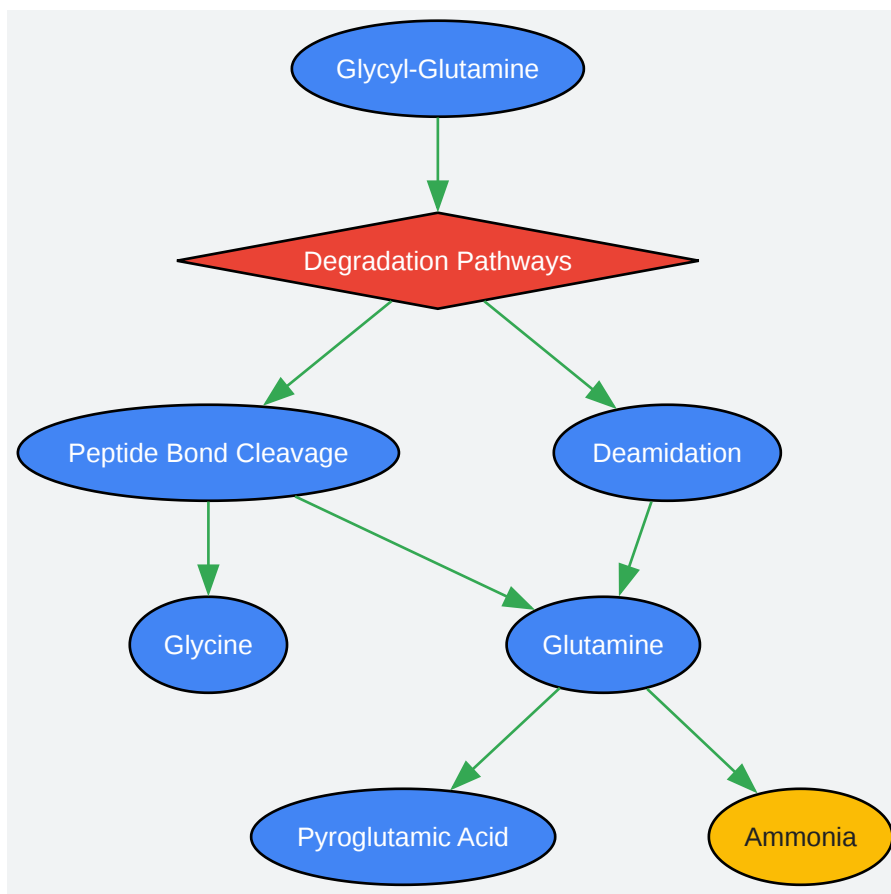 Glycyl-Glutamine
Degradation Pathways
Peptide Bond Cleavage
Deamidation
Glycine
Glutamine
Pyroglutamic Acid
Ammonia